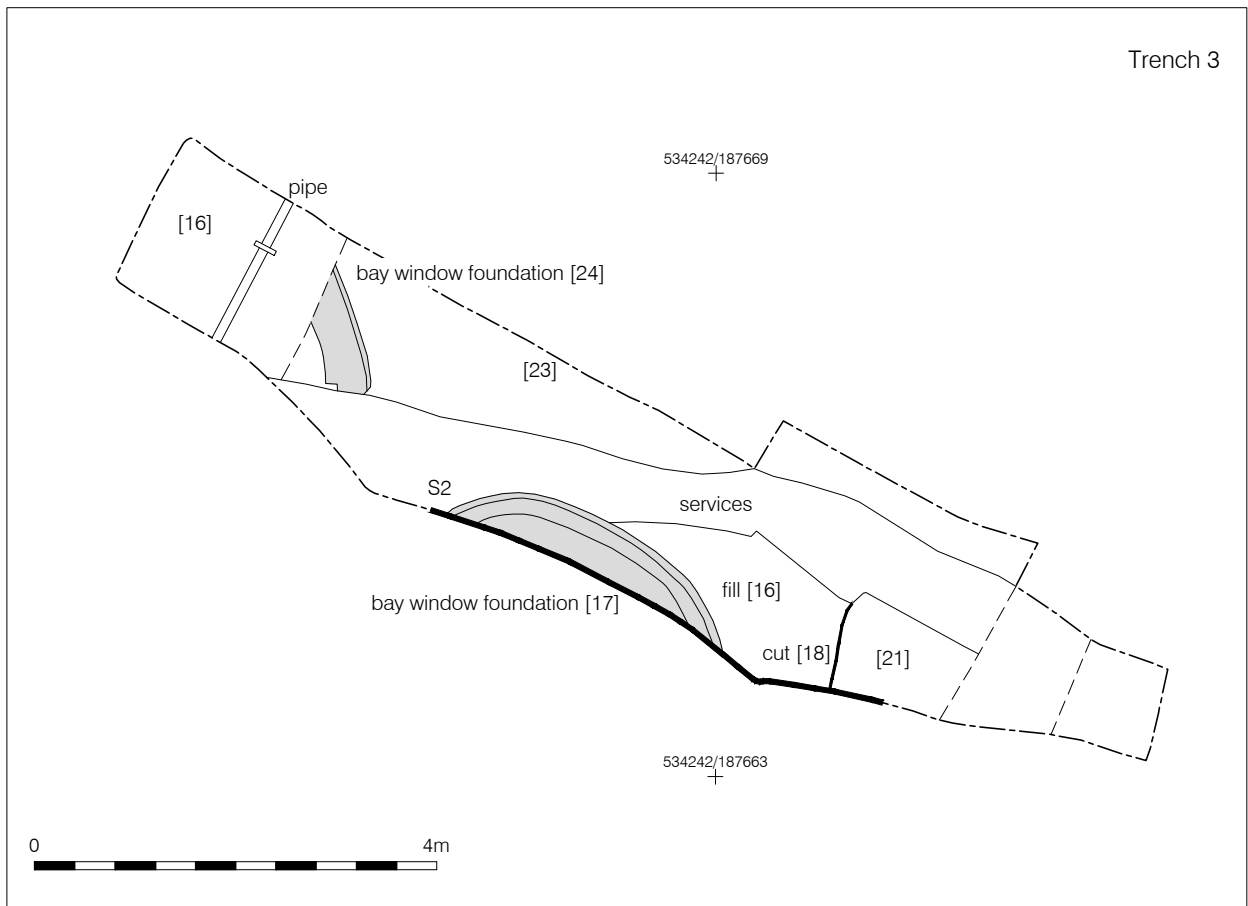 Trench 3
534242/187669
pipe
[16]
bay window foundation [24]
[23]
S2
services
fill [16]
bay window foundation [17]
cut [18]
[21]
534242/187663
0
4m